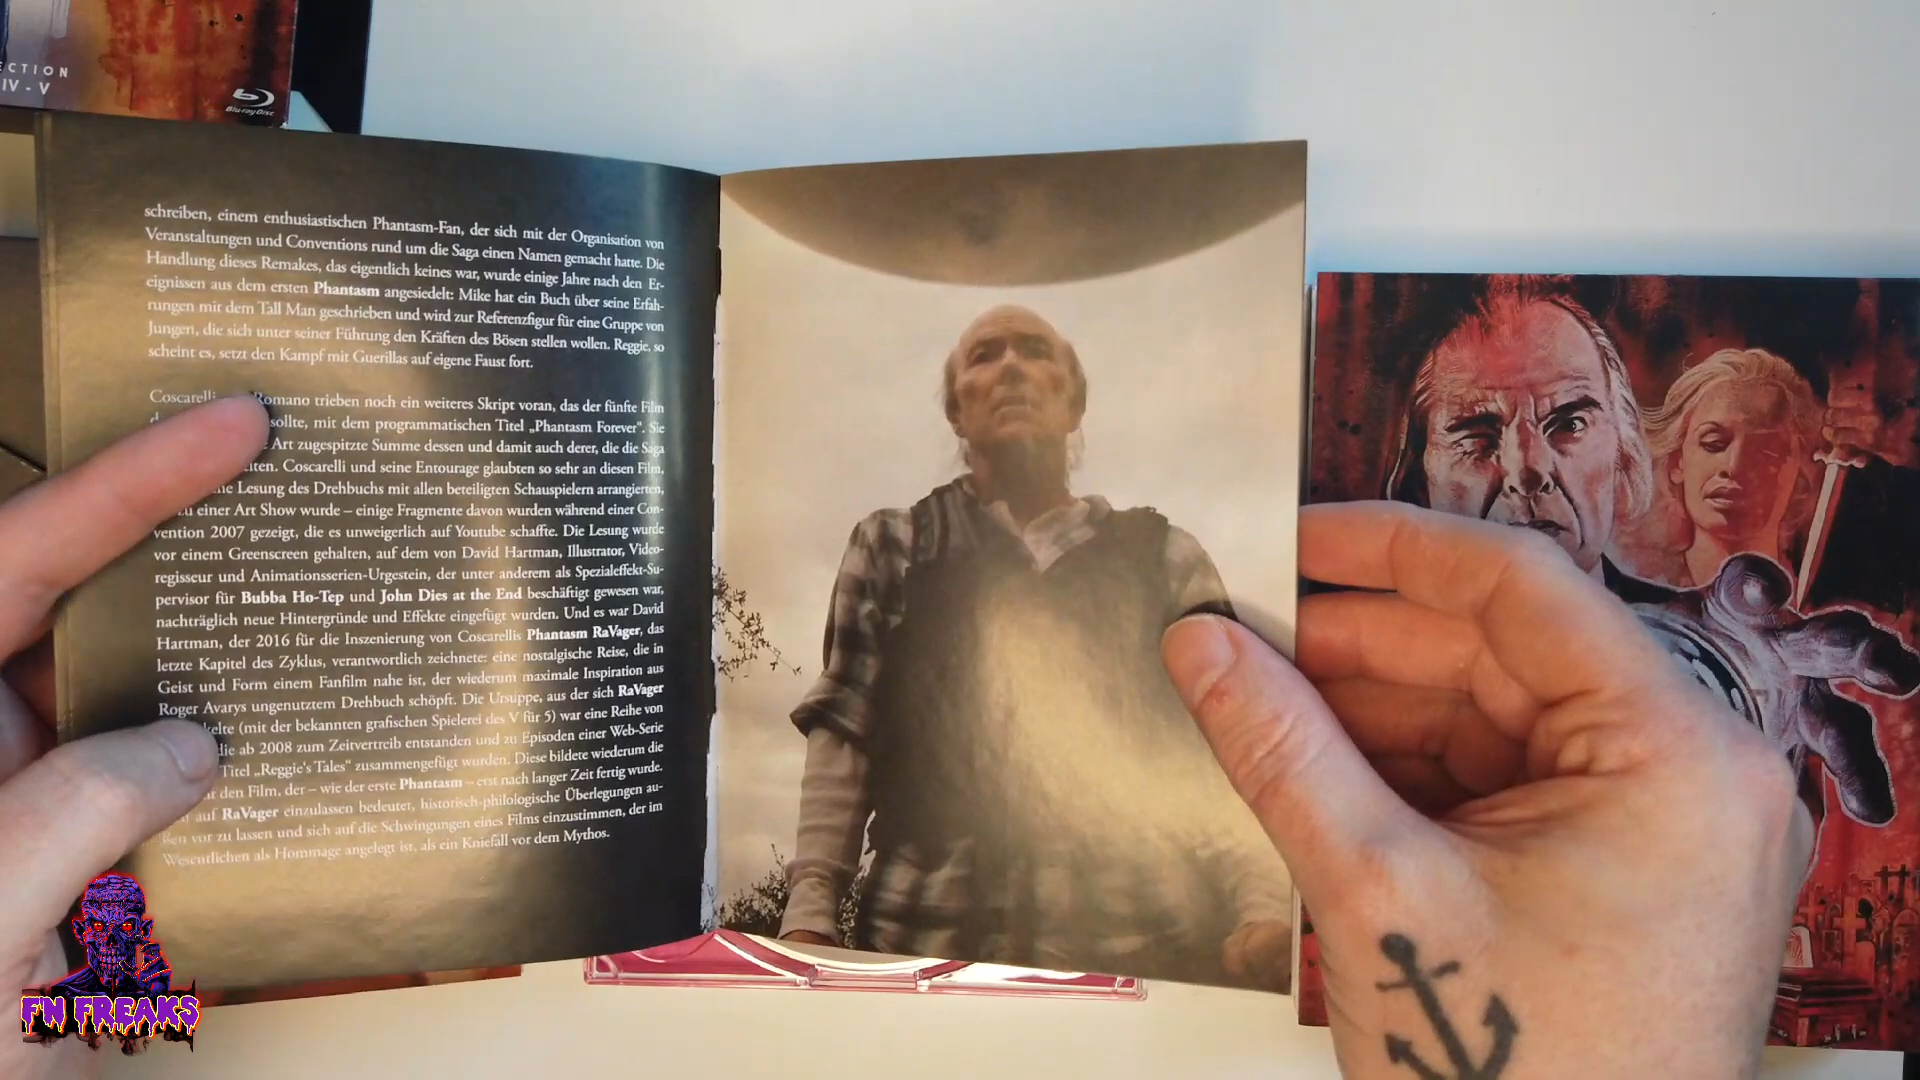 ECTION
IV - V
Blu-ray Disc
schreiben, einem enthusiastischen Phantasm-Fan, der sich mit der Organisation von
Veranstaltungen und Conventions rund um die Saga einen Namen gemacht hatte. Die
Handlung dieses Remakes, das eigentlich keines war, wurde einige Jahre nach den Er-
eignissen aus dem ersten Phantasm angesiedelt: Mike hat ein Buch über seine Erfah-
rungen mit dem Tall Man geschrieben und wird zur Referenzfigur für eine Gruppe von
Jungen, die sich unter seiner Führung den Kräften des Bösen stellen wollen. Reggie, so
scheint es, setzt den Kampf mit Guerillas auf eigene Faust fort.
Coscarelli Romano trieben noch ein weiteres Skript voran, das der fünfte Film
sollte, mit dem programmatischen Titel „Phantasm Forever“. Sie
Art zugespitzte Summe dessen und damit auch derer, die die Saga
Coscarelli und seine Entourage glaubten so sehr an diesen Film,
Lesung des Drehbuchs mit allen beteiligten Schauspielern arrangierten,
zu einer Art Show wurde – einige Fragmente davon wurden während einer Con-
vention 2007 gezeigt, die es unweigerlich auf Youtube schaffte. Die Lesung wurde
vor einem Greenscreen gehalten, auf dem von David Hartman, Illustrator, Video-
regisseur und Animationsserien-Urgestein, der unter anderem als Spezialeffekt-Su-
pervisor für Bubba Ho-Tep und John Dies at the End beschäftigt gewesen war,
nachträglich neue Hintergründe und Effekte eingefügt wurden. Und es war David
Hartman, der 2016 für die Inszenierung von Coscarellis Phantasm RaVager, das
letzte Kapitel des Zyklus, verantwortlich zeichnete: eine nostalgische Reise, die in
Geist und Form einem Fanfilm nahe ist, der wiederum maximale Inspiration aus
Roger Avarys ungenutztem Drehbuch schöpft. Die Ursuppe, aus der sich RaVager
kelte (mit der bekannten grafischen Spielerei des V für 5) war eine Reihe von
die ab 2008 zum Zeitvertreib entstanden und zu Episoden einer Web-Serie
Titel „Reggie's Tales“ zusammengefügt wurden. Diese bildete wiederum die
den Film, der – wie der erste Phantasm – erst nach langer Zeit fertig wurde.
auf RaVager einzulassen bedeutet, historisch-philologische Überlegungen au-
ßen vor zu lassen und sich auf die Schwingungen eines Films einzustimmen, der im
Wesentlichen als Hommage angelegt ist, als ein Kniefall vor dem Mythos.
FN FREAKS